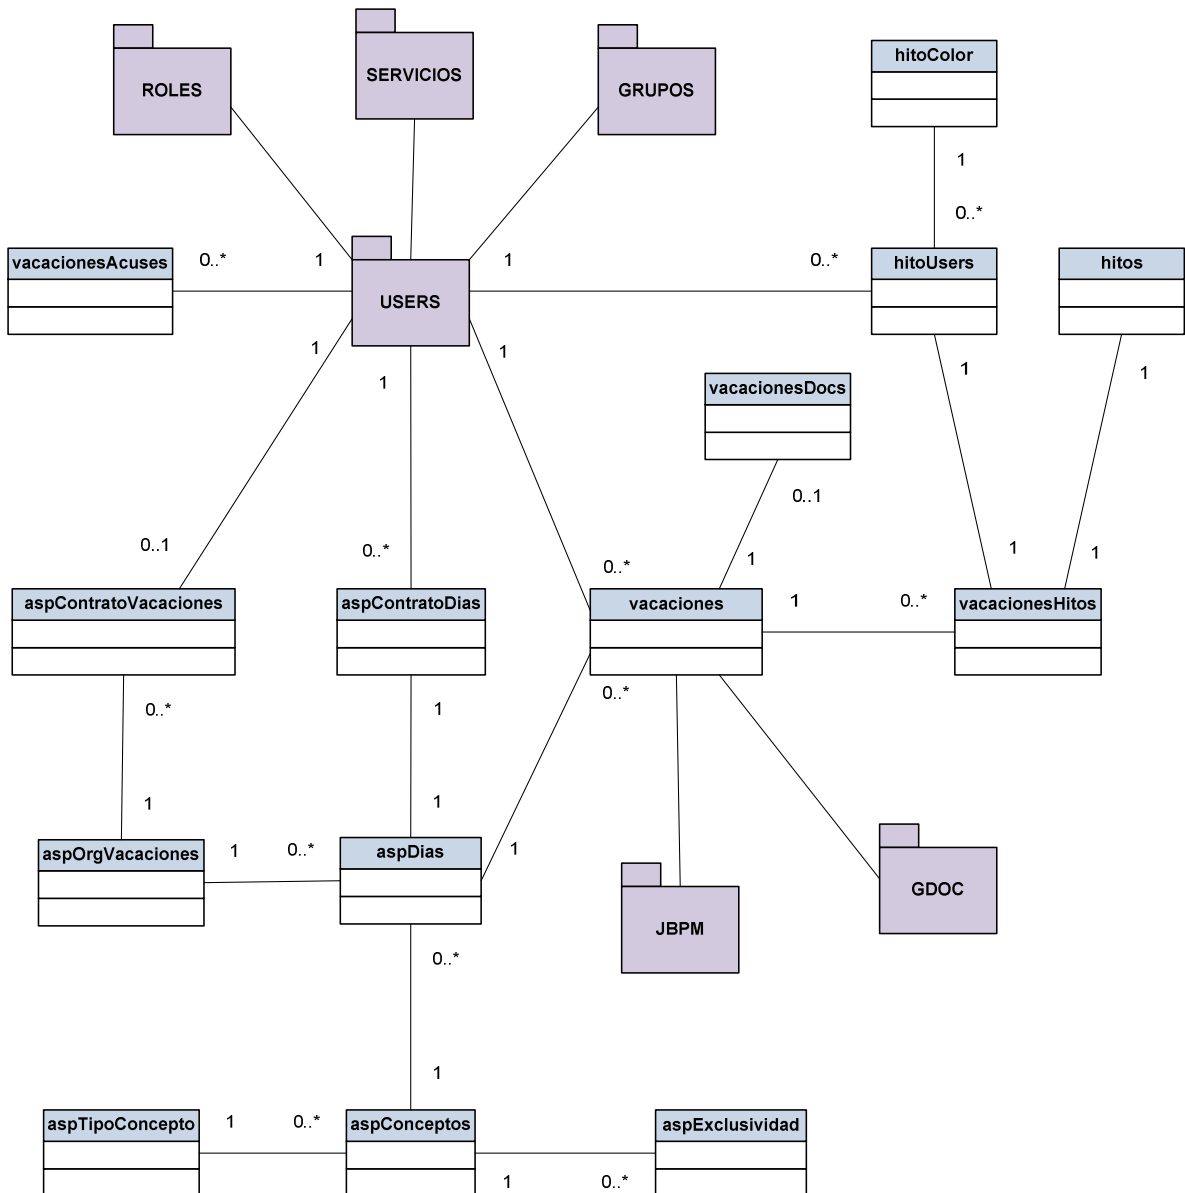 SERVICIOS
ROLES
GRUPOS
hitoColor
1
0..*
vacacionesAcuses
0..*
1
USERS
1
0..*
hitoUsers
hitos
1
1
1
1
1
vacacionesDocs
0..1
0..1
0..*
0..*
1
1
1
aspContratoVacaciones
aspContratoDias
vacaciones
1
0..*
vacacionesHitos
0..*
1
0..*
1
1
1
aspOrgVacaciones
1
0..*
aspDias
GDOC
JBPM
0..*
1
aspTipoConcepto
1
0..*
aspConceptos
aspExclusividad
1
0..*